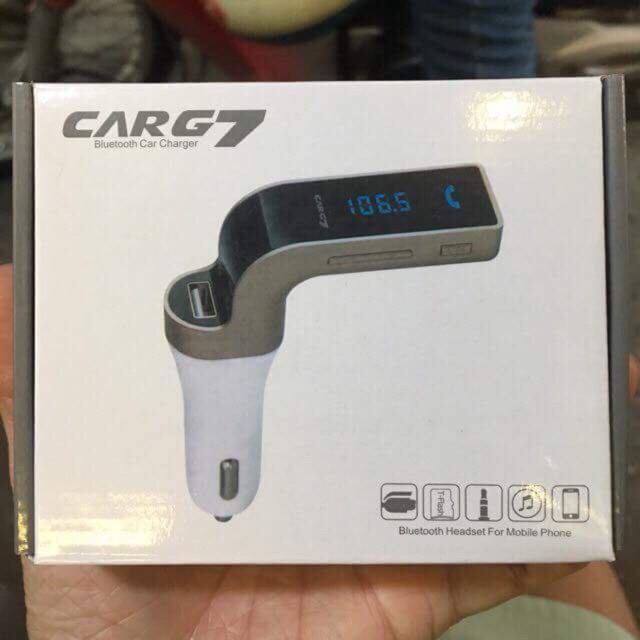 CARG7
Bluetooth Car Charger
CARG7
106.5
T-Flash
Bluetooth Headset For Mobile Phone